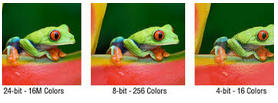 24-bit - 16M Colors
8-bit - 256 Colors
4-bit - 16 Colors